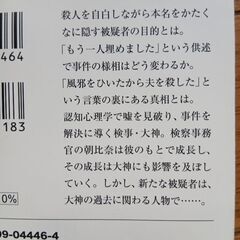 殺人を自白しながら本名をかたく
なに隠す被疑者の目的とは。
「もう一人埋めました」という供述
で事件の様相はどう変わるか。
「風邪をひいたから夫を殺した」と
いう言葉の裏にある真相とは。
認知心理学で嘘を見破り、事件を
解決に導く検事・大神。検察事務
官の朝比奈は彼のもとで成長し、
その成長は大神にも影響を及ぼし
ていく。しかし、新たな被疑者は、
大神の過去に関わる人物で……。
464
183
0%
09-04446-4